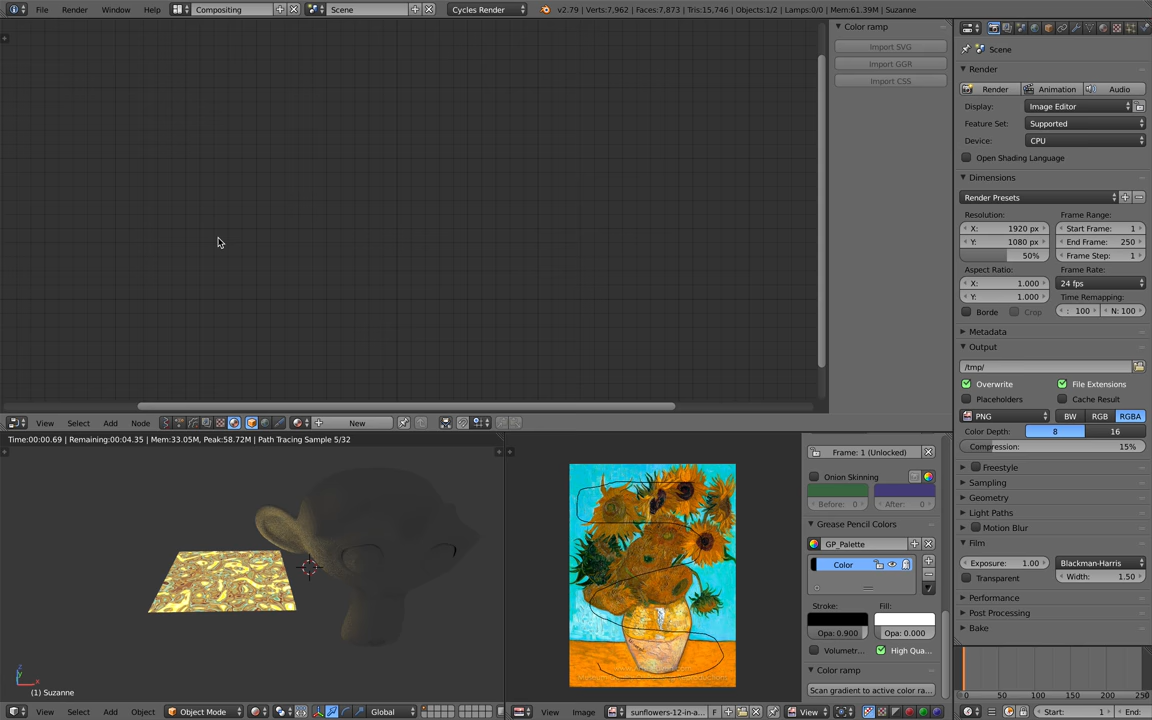 File Render Window Help Compositing Scene Cycles Render v2.79 | Verts:7,962 | Faces:7,873 | Tris:15,746 | Objects:1/2 | Lamps:0/0 | Mem:61.39M | Suzanne
Color ramp
Import SVG
Import GGR
Import CSS
View Select Add Node New
Time:00:00.69 | Remaining:00:04.35 | Mem:33.05M, Peak:58.72M | Path Tracing Sample 5/32
(1) Suzanne
View Select Add Object Object Mode Global
Frame: 1 (Unlocked)
Onion Skinning
Before: 0 After: 0
Grease Pencil Colors
GP_Palette
Color
Stroke: Fill:
Opa: 0.900 Opa: 0.000
Volumetr... High Qua...
Color ramp
Scan gradient to active color ra...
View Image sunflowers-12-in-a... F View
Scene
Render
Render Animation Audio
Display: Image Editor
Feature Set: Supported
Device: CPU
Open Shading Language
Dimensions
Render Presets
Resolution: Frame Range:
X: 1920 px Start Frame: 1
Y: 1080 px End Frame: 250
50% Frame Step: 1
Aspect Ratio: Frame Rate:
X: 1.000 24 fps
Y: 1.000 Time Remapping:
Borde Crop : 100 N: 100
Metadata
Output
/tmp/
Overwrite File Extensions
Placeholders Cache Result
PNG BW RGB RGBA
Color Depth: 8 16
Compression: 15%
Freestyle
Sampling
Geometry
Light Paths
Motion Blur
Film
Exposure: 1.00 Blackman-Harris
Transparent Width: 1.50
Performance
Post Processing
Bake
0 50 100 150 200 250
Start: 1 End: